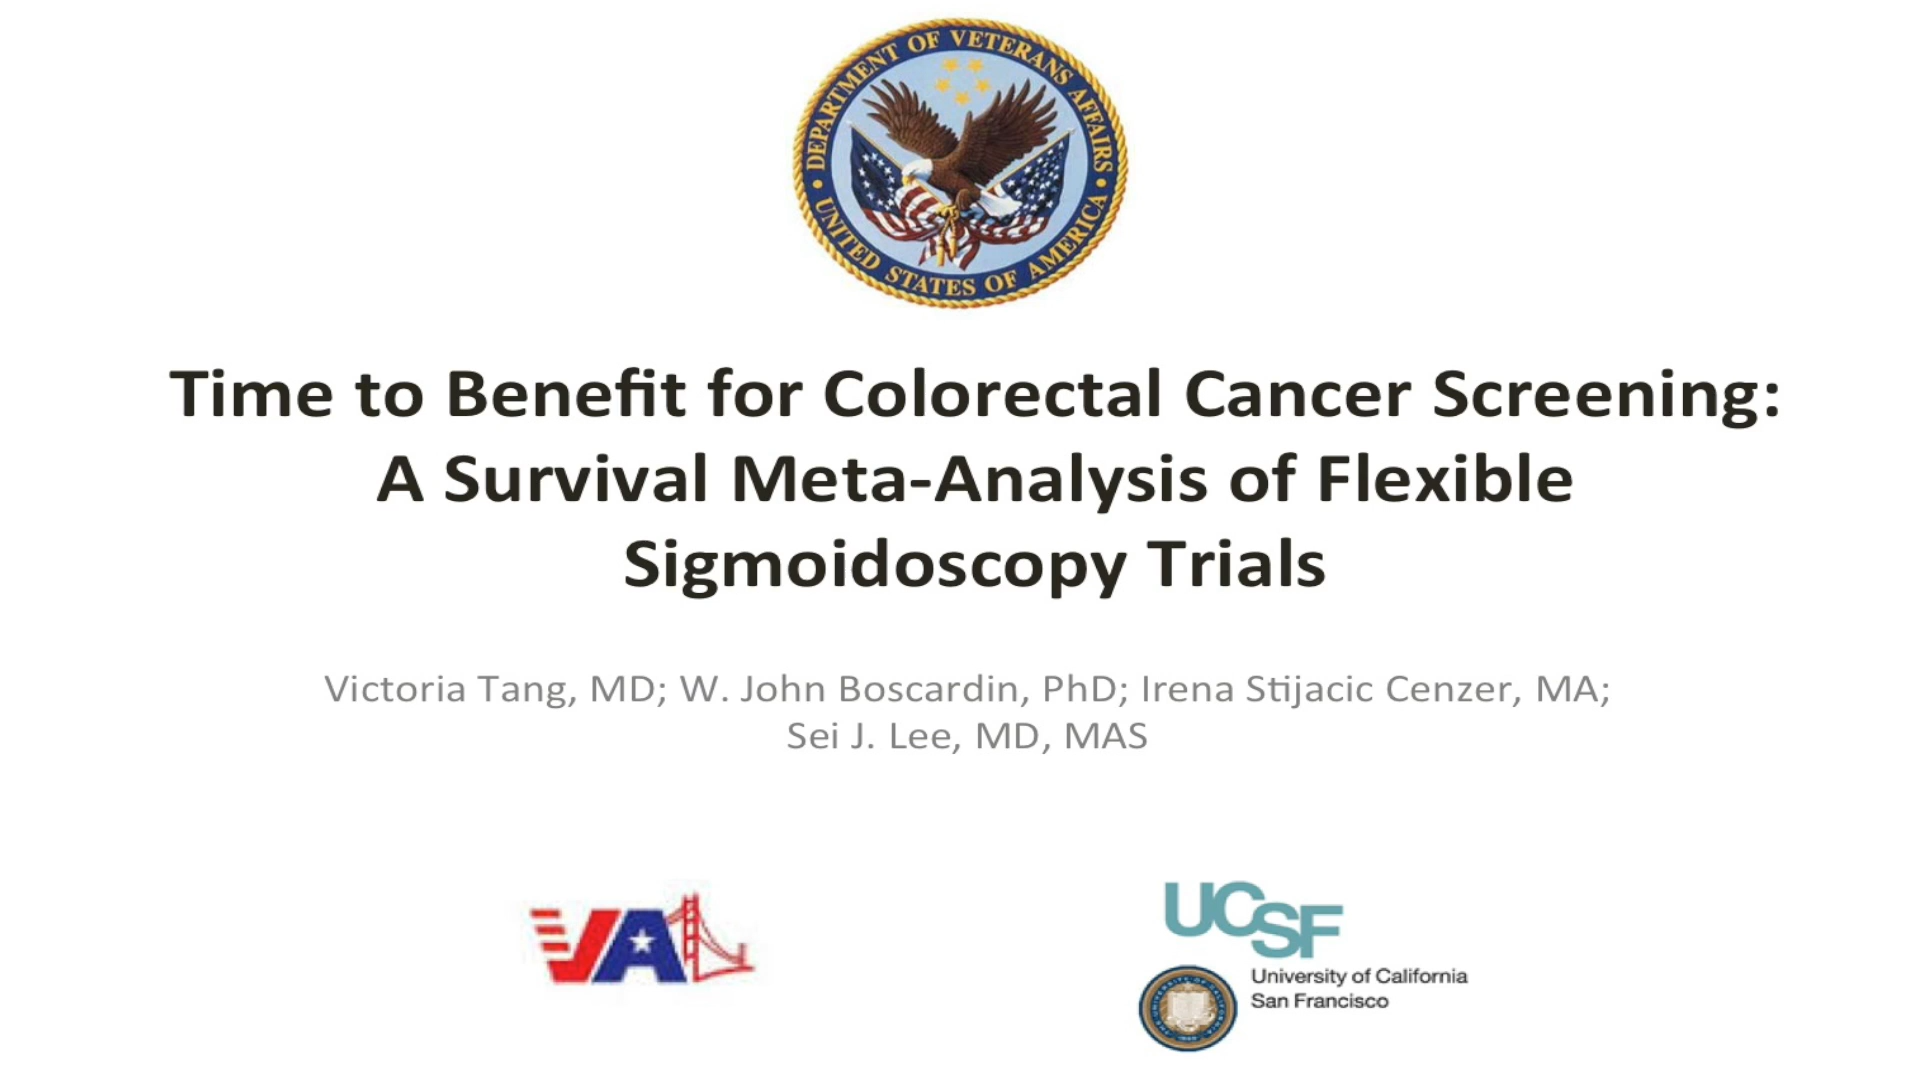 DEPARTMENT OF VETERANS AFFAIRS
UNITED STATES OF AMERICA
Time to Benefit for Colorectal Cancer Screening:
A Survival Meta-Analysis of Flexible
Sigmoidoscopy Trials
Victoria Tang, MD; W. John Boscardin, PhD; Irena Stijacic Cenzer, MA;
Sei J. Lee, MD, MAS
VA
UCSF
University of California
San Francisco